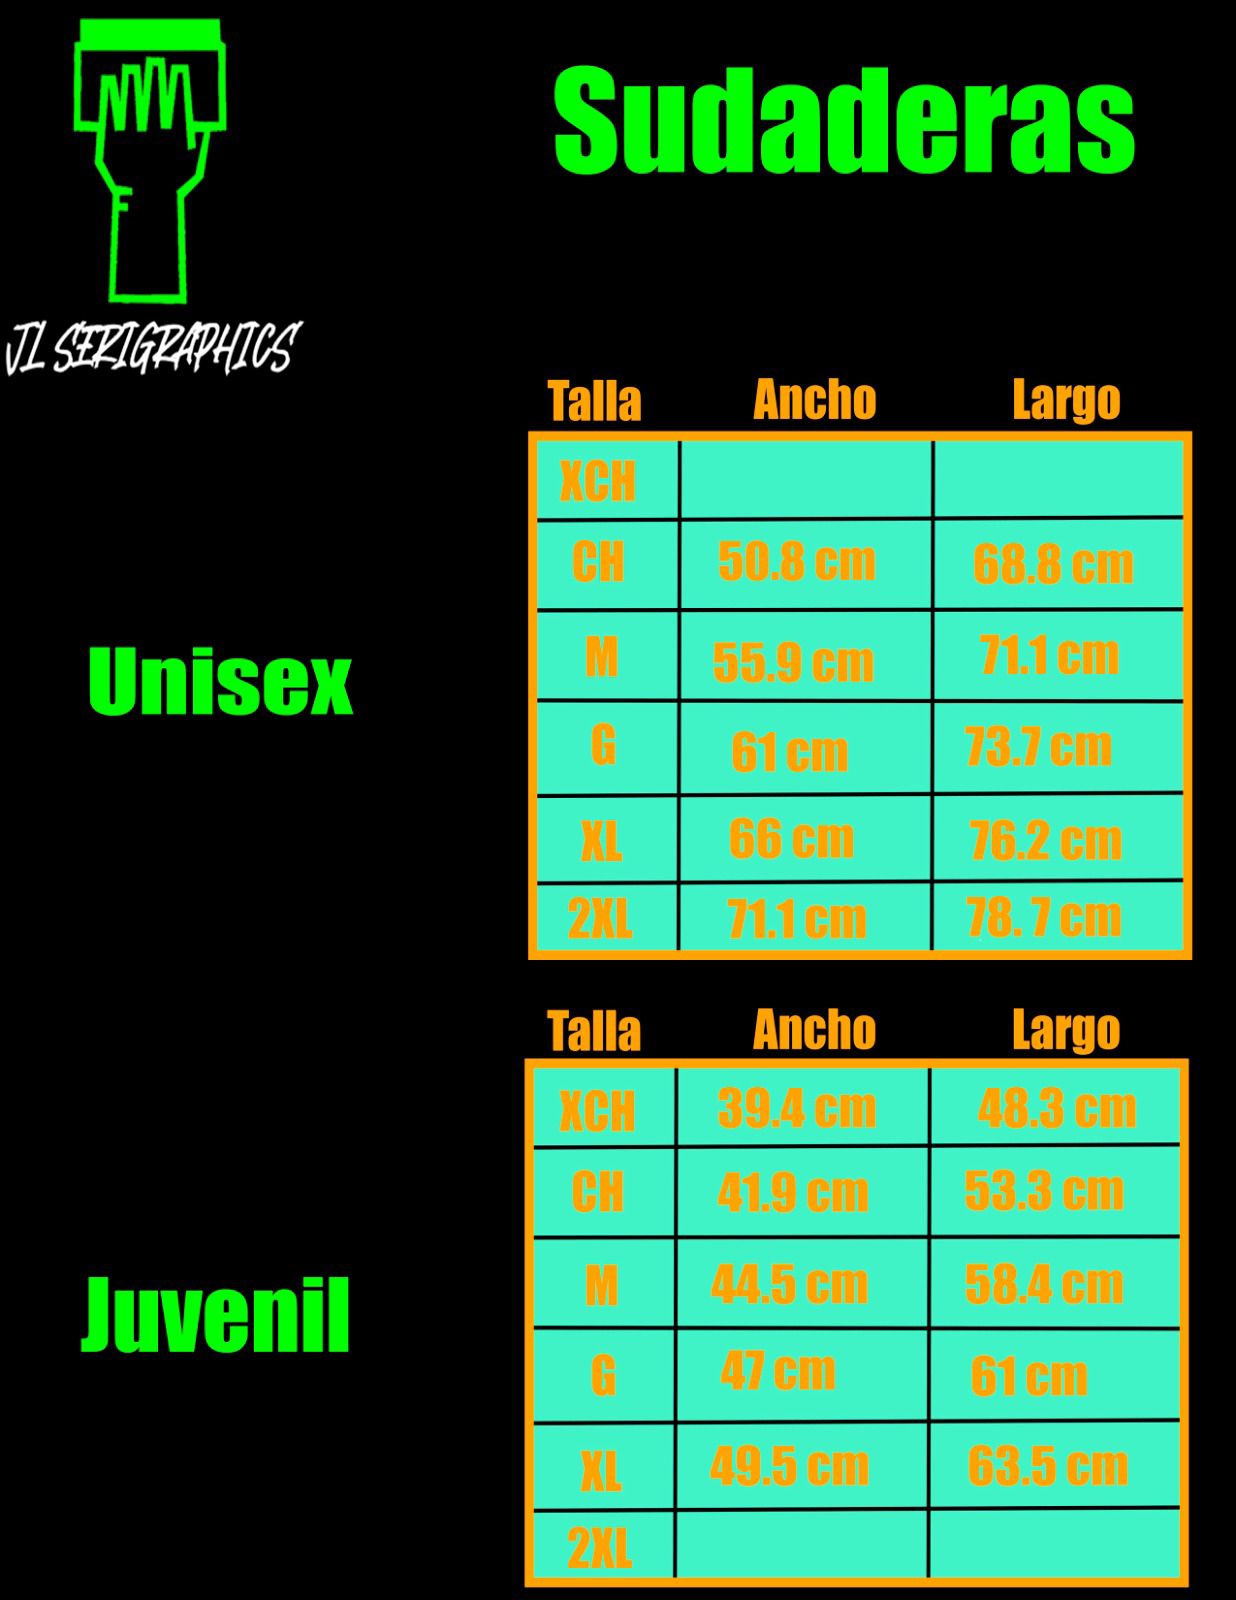 Sudaderas
JL SERIGRAPHICS
Talla Ancho Largo
XCH
CH 50.8 cm 68.8 cm
M 55.9 cm 71.1 cm
Unisex
G 61 cm 73.7 cm
XL 66 cm 76.2 cm
2XL 71.1 cm 78. 7 cm
Talla Ancho Largo
XCH 39.4 cm 48.3 cm
CH 41.9 cm 53.3 cm
M 44.5 cm 58.4 cm
Juvenil
G 47 cm 61 cm
XL 49.5 cm 63.5 cm
2XL